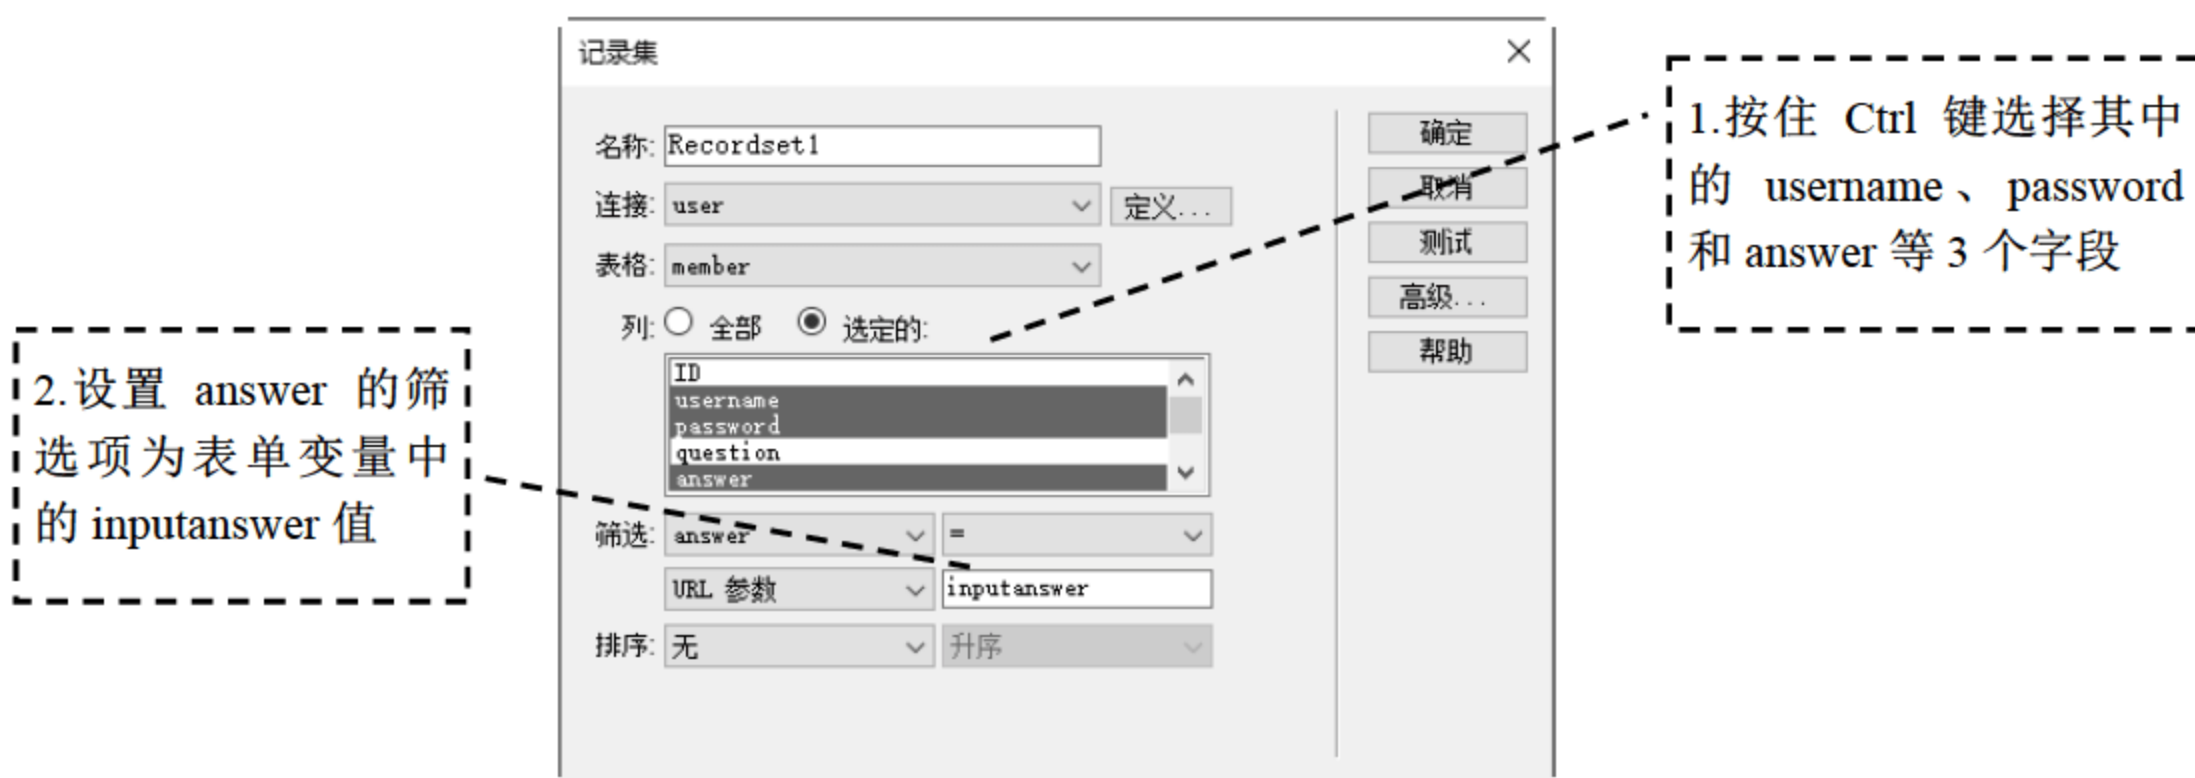 记录集
名称: Recordset1
连接: user 定义...
表格: member
列: 全部 选定的:
ID
username
password
question
answer
筛选: answer =
URL 参数 inputanswer
排序: 无 升序
确定
取消
测试
高级...
帮助
1.按住 Ctrl 键选择其中
的 username、password
和 answer 等 3 个字段
2.设置 answer 的筛
选项为表单变量中
的 inputanswer 值